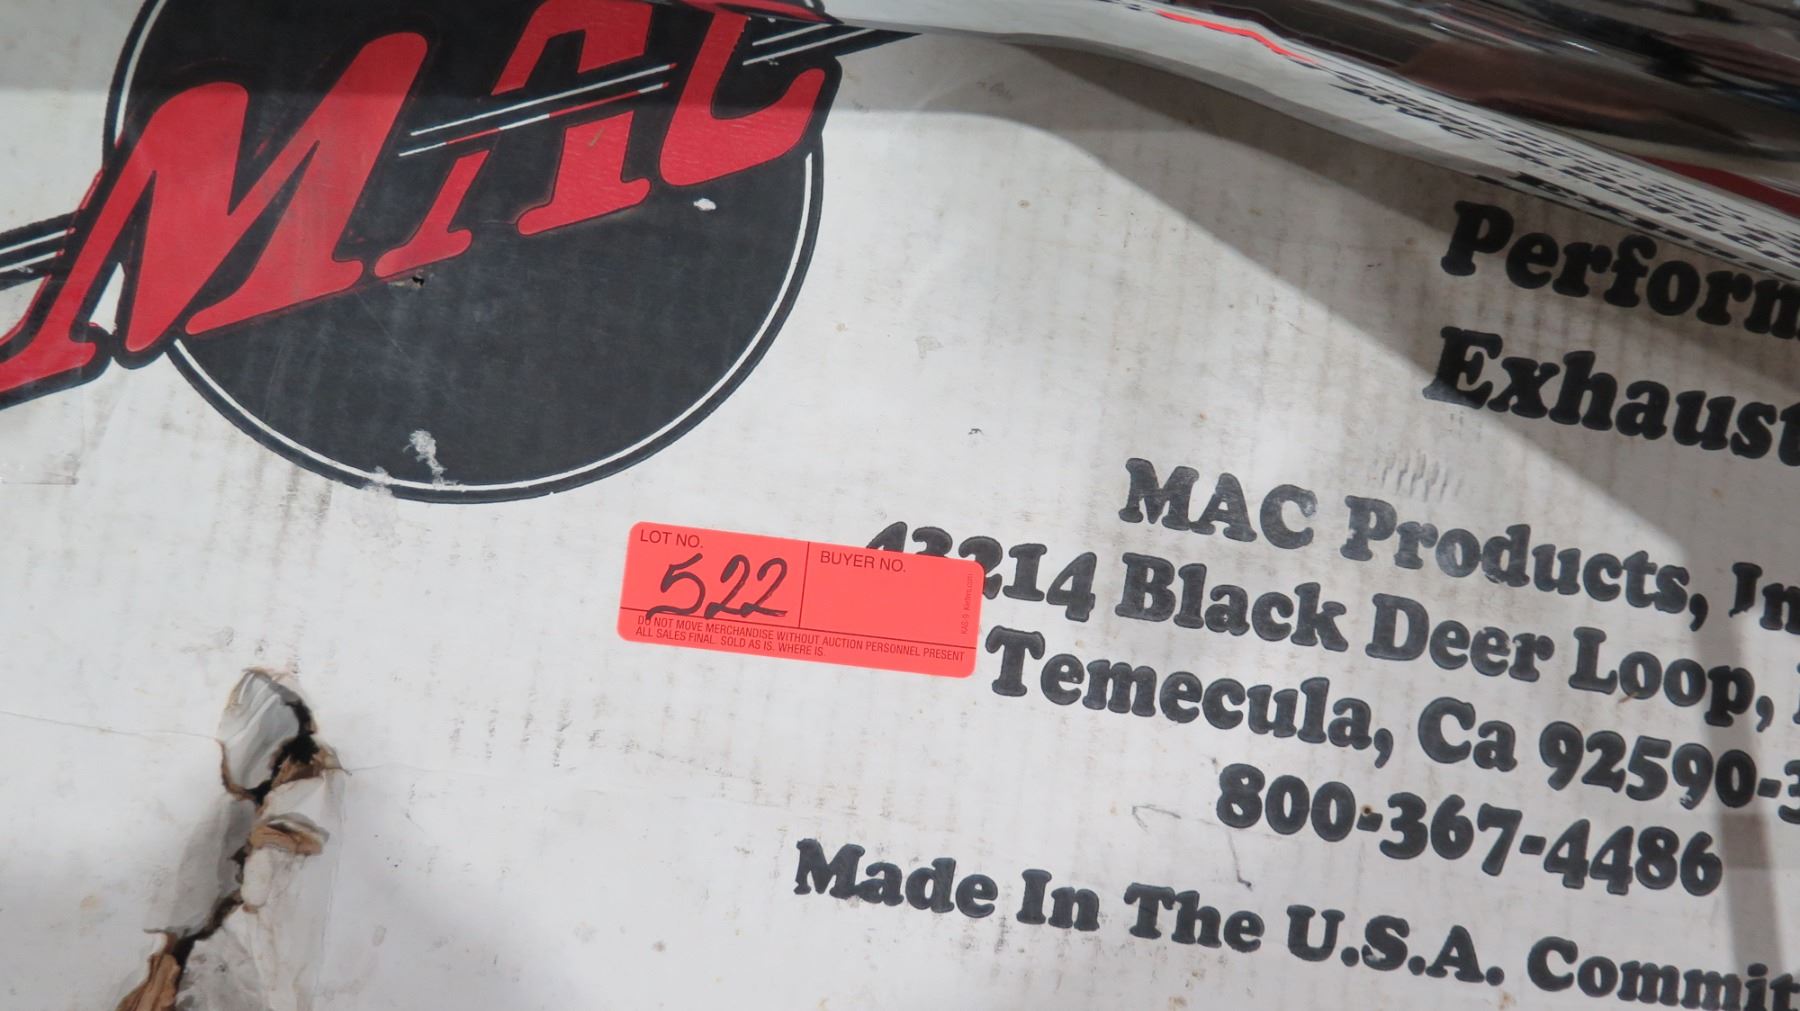 MAC
Perform
Exhaust
MAC Products, In
43214 Black Deer Loop,
Temecula, Ca 92590-3
800-367-4486
Made In The U.S.A. Commit
LOT NO.
522
BUYER NO.
DO NOT MOVE MERCHANDISE WITHOUT AUCTION PERSONNEL PRESENT
ALL SALES FINAL. SOLD AS IS. WHERE IS.